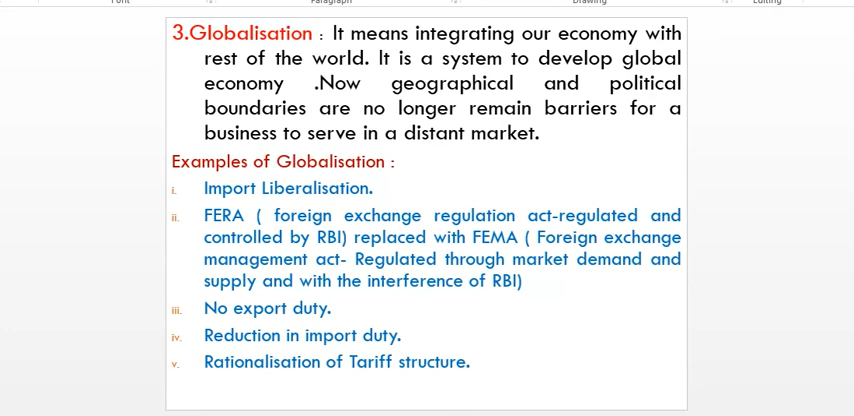 Font Paragraph Drawing Editing
3.Globalisation : It means integrating our economy with
rest of the world. It is a system to develop global
economy .Now geographical and political
boundaries are no longer remain barriers for a
business to serve in a distant market.
Examples of Globalisation :
i. Import Liberalisation.
ii. FERA ( foreign exchange regulation act-regulated and
controlled by RBI) replaced with FEMA ( Foreign exchange
management act- Regulated through market demand and
supply and with the interference of RBI)
iii. No export duty.
iv. Reduction in import duty.
v. Rationalisation of Tariff structure.